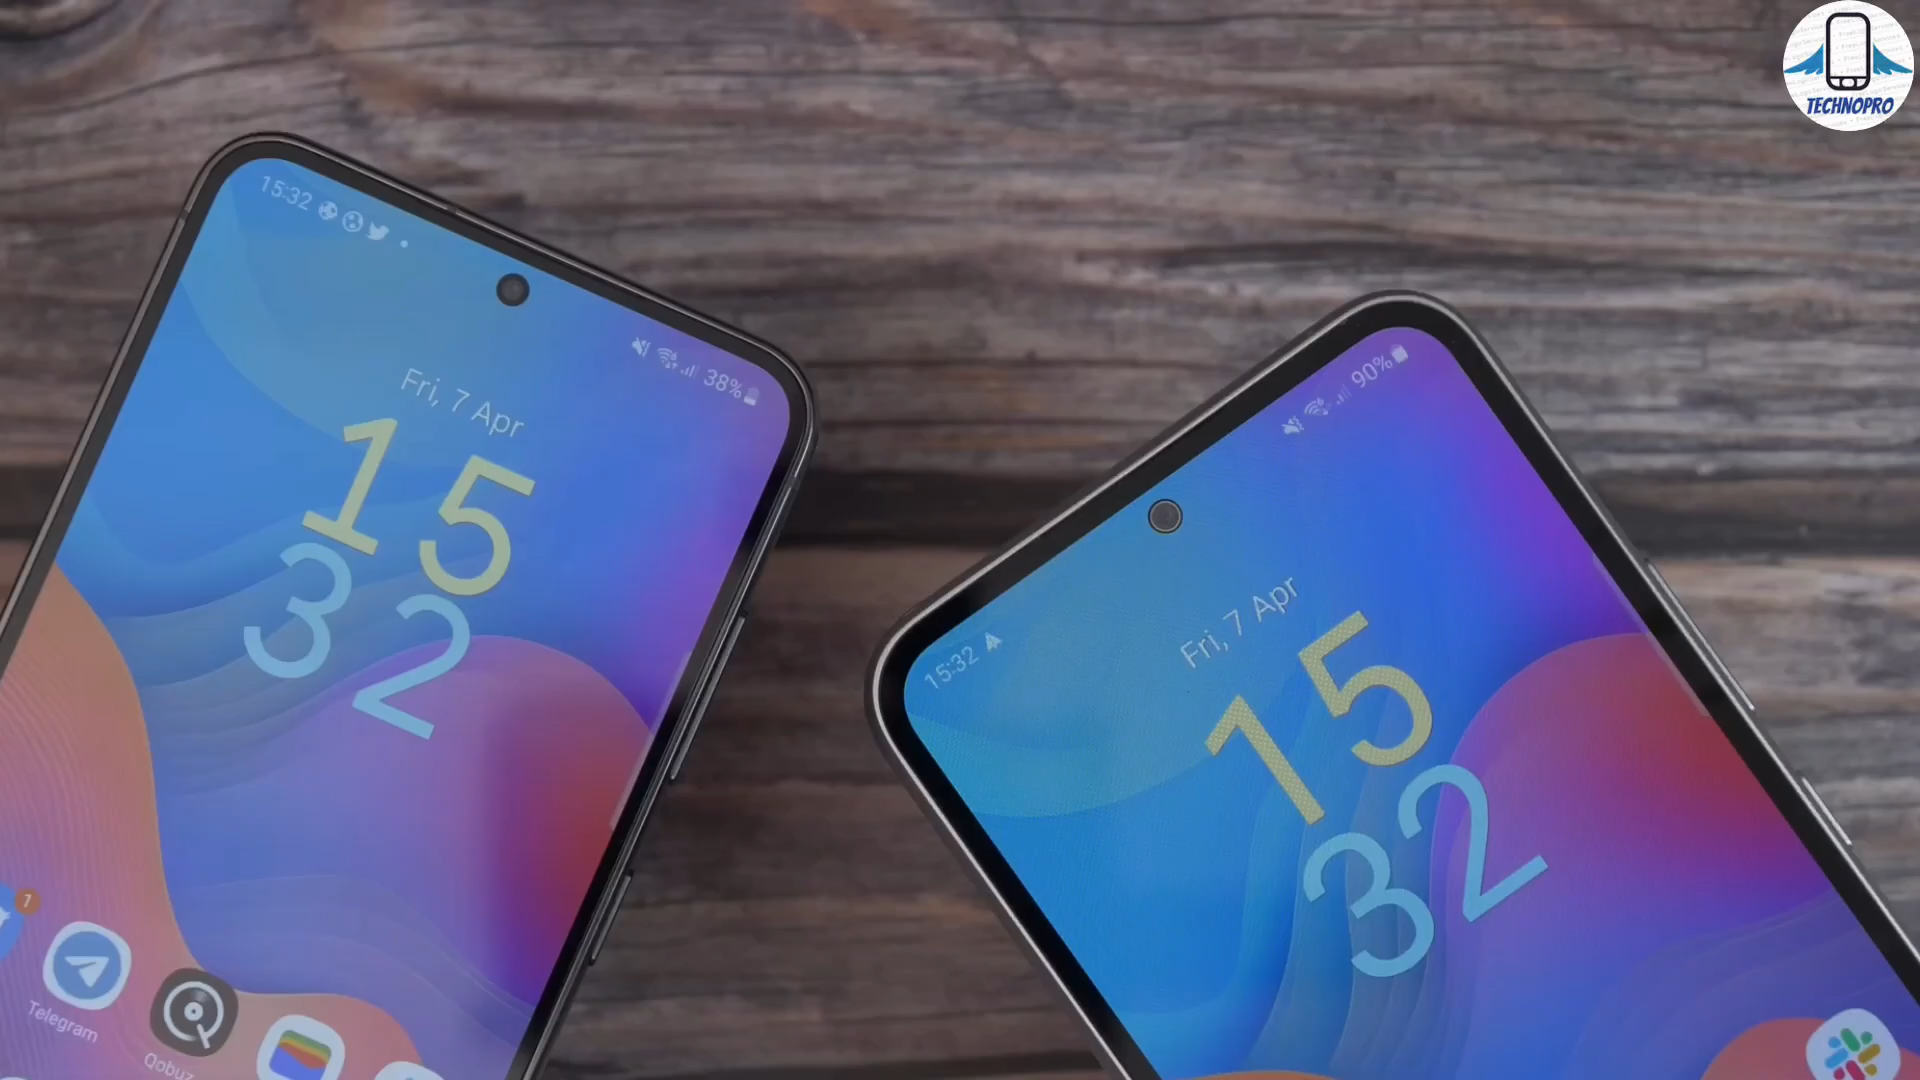 TECHNOPRO
15:32
38%
Fri, 7 Apr
15
32
1
Telegram
Qobuz
90%
15:32
Fri, 7 Apr
15
32